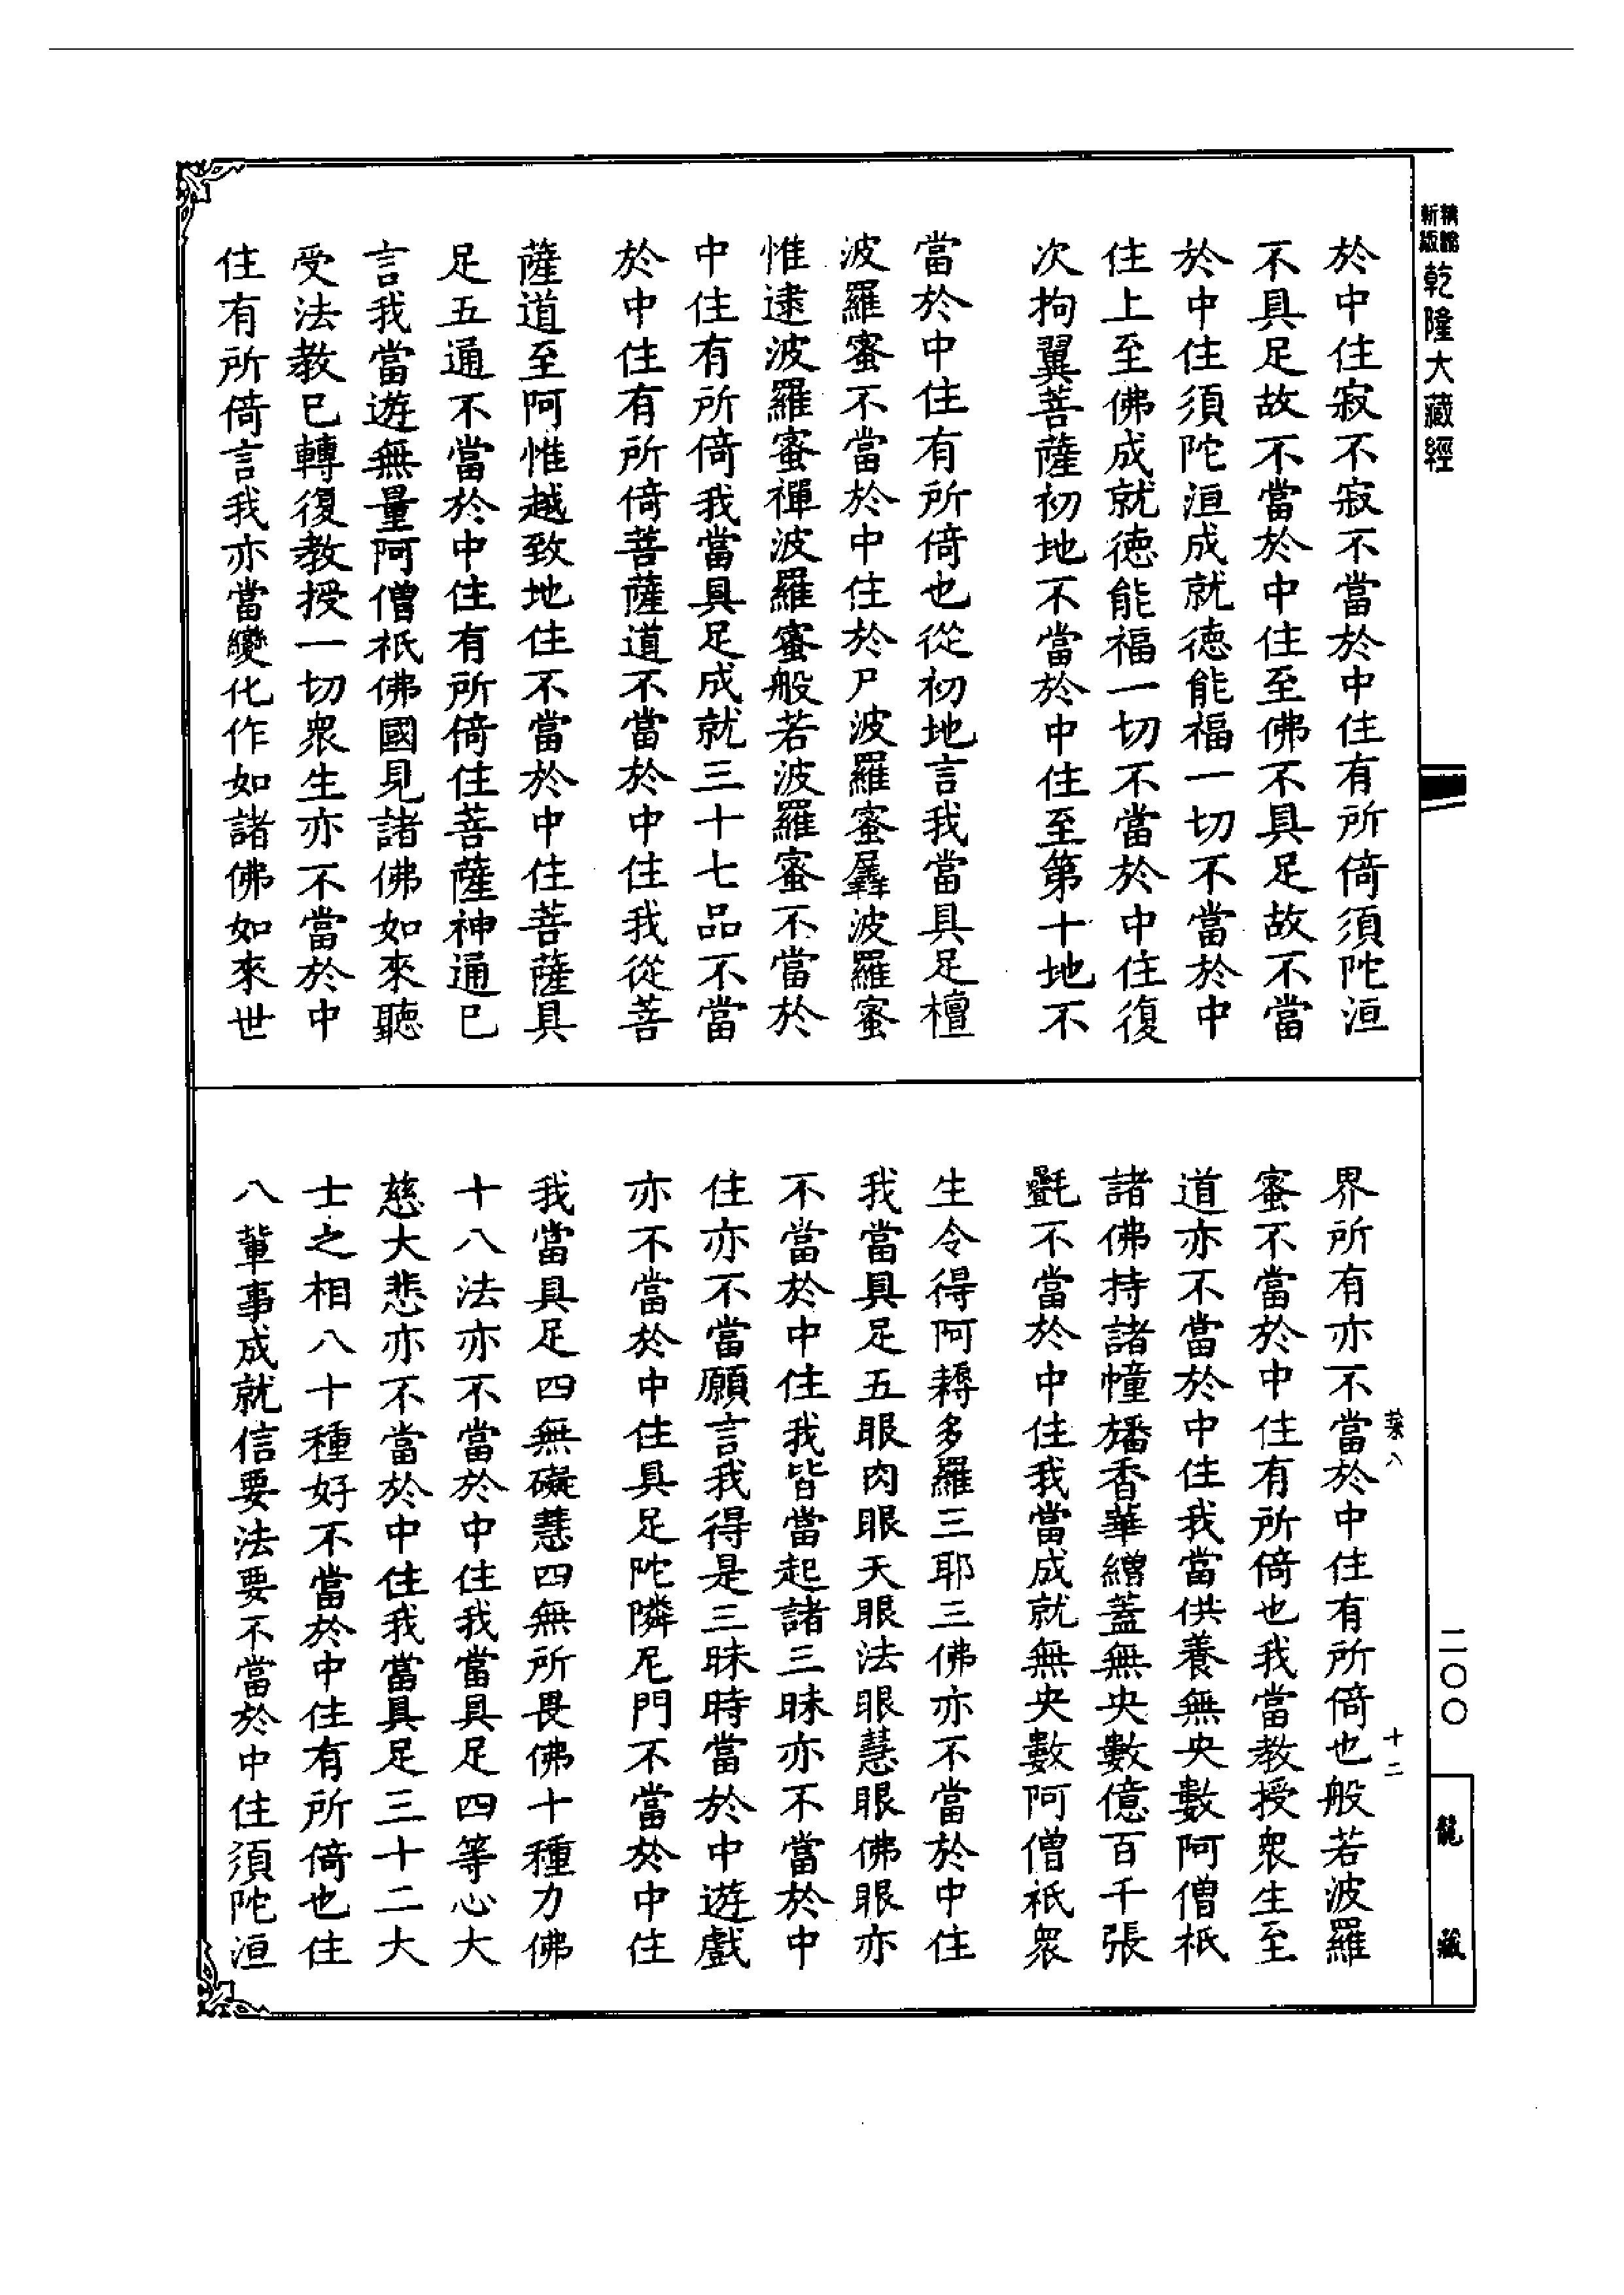 新版
精縮
乾隆大藏經
於中住寂不寂不當於中住有所倚須陀洹
不具足故不當於中住至佛不具足故不當
於中住須陀洹成就德能福一切不當於中
住上至佛成就德能福一切不當於中住復
次拘翼菩薩初地不當於中住至第十地不
當於中住有所倚也從初地言我當具足檀
波羅蜜不當於中住於尸波羅蜜羼波羅蜜
惟逮波羅蜜禪波羅蜜般若波羅蜜不當於
中住有所倚我當具足成就三十七品不當
於中住有所倚菩薩道不當於中住我從菩
薩道至阿惟越致地住不當於中住菩薩具
足五通不當於中住有所倚住菩薩神通已
言我當遊無量阿僧祇佛國見諸佛如來聽
受法教已轉復教授一切眾生亦不當於中
住有所倚言我亦當變化作如諸佛如來世
界所有亦不當於中住有所倚也般若波羅
蜜不當於中住有所倚也我當教授眾生至
道亦不當於中住我當供養無央數阿僧祇
諸佛持諸幢旛香華繒蓋無央數億百千張
㲲不當於中住我當成就無央數阿僧祇眾
生令得阿耨多羅三耶三佛亦不當於中住
我當具足五眼肉眼天眼法眼慧眼佛眼亦
不當於中住我皆當起諸三昧亦不當於中
住亦不當願言我得是三昧時當於中遊戲
亦不當於中住具足陀隣尼門不當於中住
我當具足四無礙慧四無所畏佛十種力佛
十八法亦不當於中住我當具足四等心大
慈大悲亦不當於中住我當具足三十二大
士之相八十種好不當於中住有所倚也住
八輩事成就信要法要不當於中住須陀洹
菜八
十二
二〇〇
龍藏